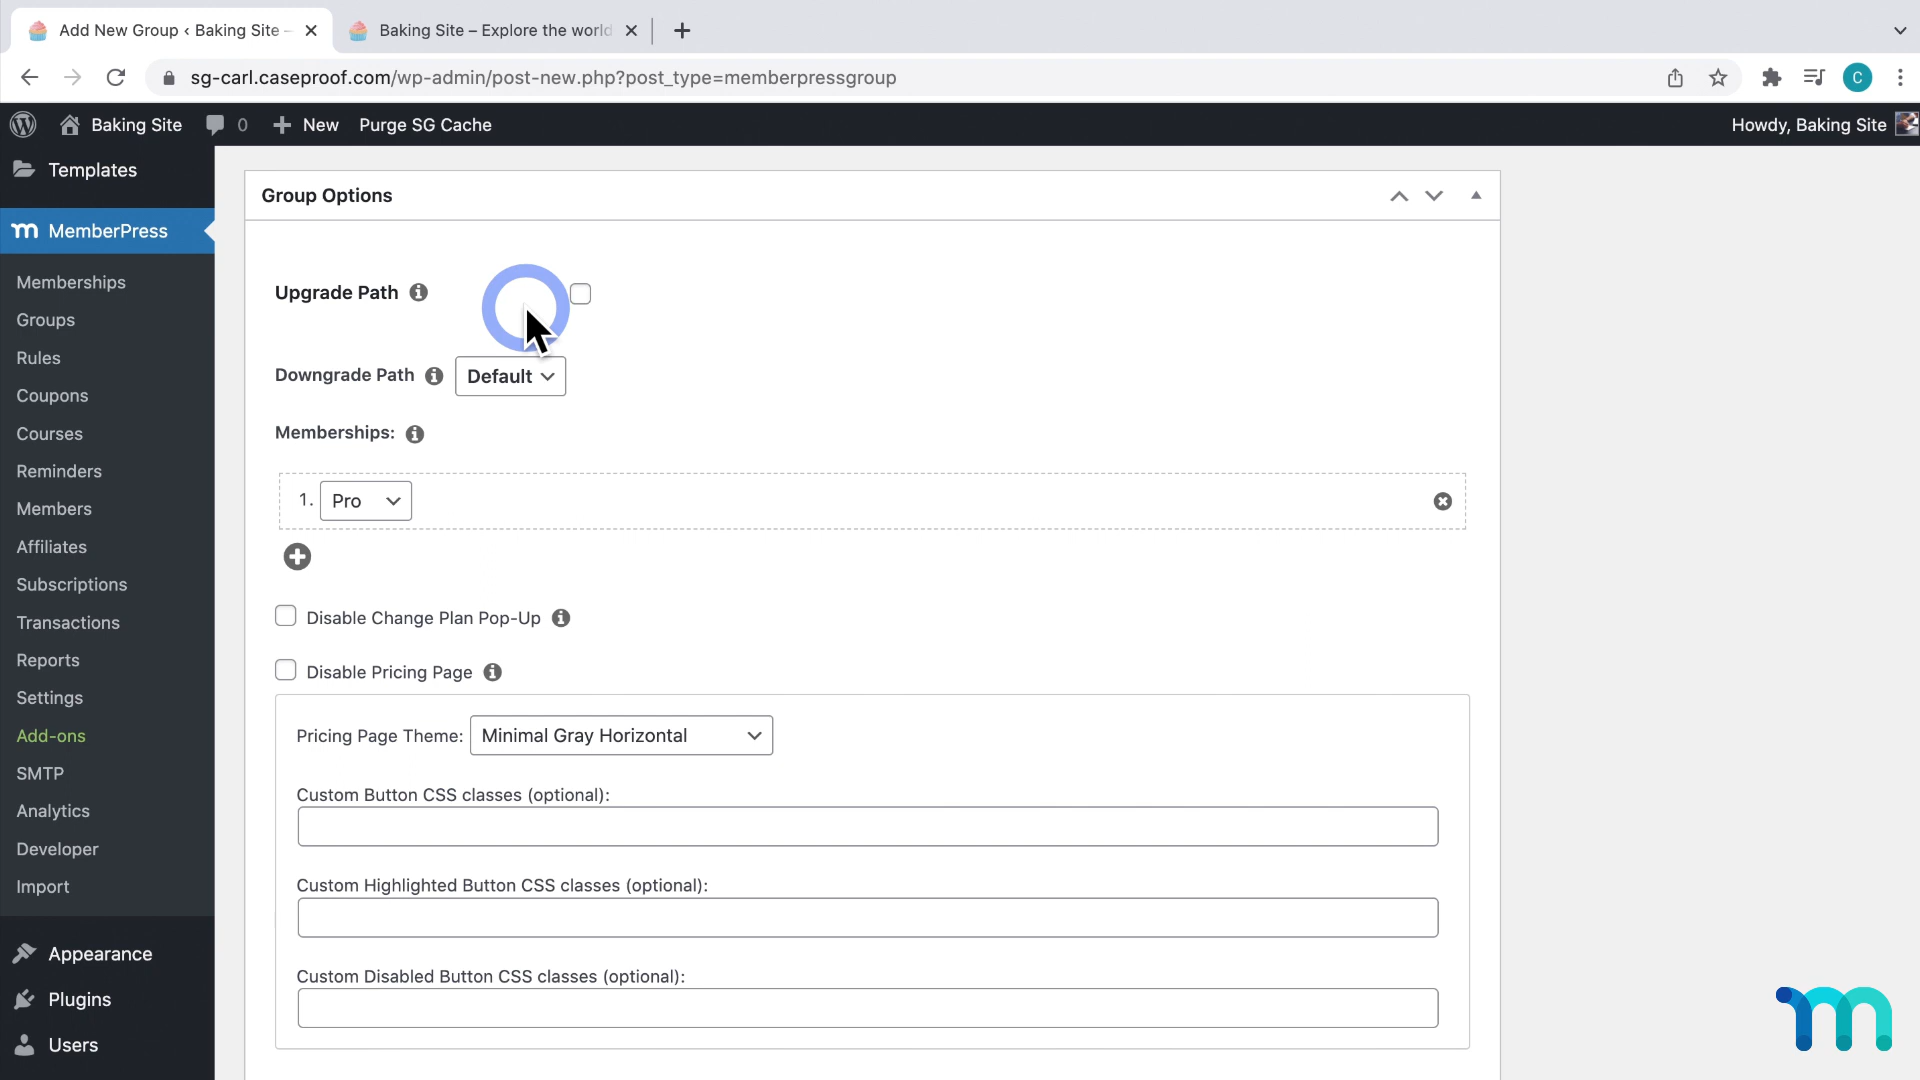 Add New Group ‹ Baking Site –
Baking Site – Explore the world
sg-carl.caseproof.com/wp-admin/post-new.php?post_type=memberpressgroup
C
Baking Site
0
New
Purge SG Cache
Howdy, Baking Site
Templates
MemberPress
Memberships
Groups
Rules
Coupons
Courses
Reminders
Members
Affiliates
Subscriptions
Transactions
Reports
Settings
Add-ons
SMTP
Analytics
Developer
Import
Appearance
Plugins
Users
Group Options
Upgrade Path
Downgrade Path
Default
Memberships:
1. Pro
Disable Change Plan Pop-Up
Disable Pricing Page
Pricing Page Theme: Minimal Gray Horizontal
Custom Button CSS classes (optional):
Custom Highlighted Button CSS classes (optional):
Custom Disabled Button CSS classes (optional):